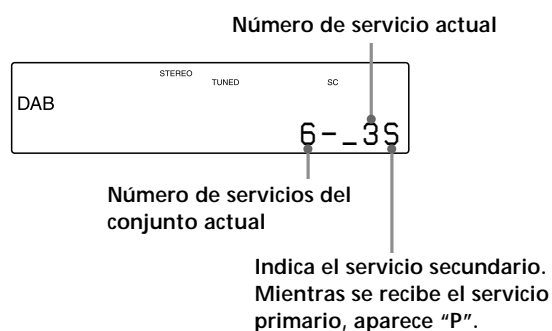 Número de servicio actual
STEREO
TUNED
SC
DAB
6-_3S
Número de servicios del
conjunto actual
Indica el servicio secundario.
Mientras se recibe el servicio
primario, aparece “P”.